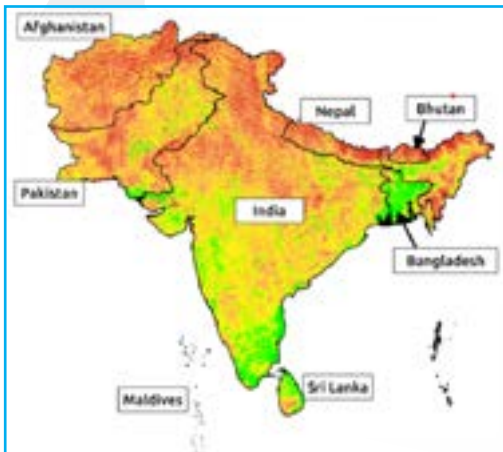 Afghanistan
Nepal
Bhutan
Pakistan
India
Bangladesh
Maldives
Sri Lanka